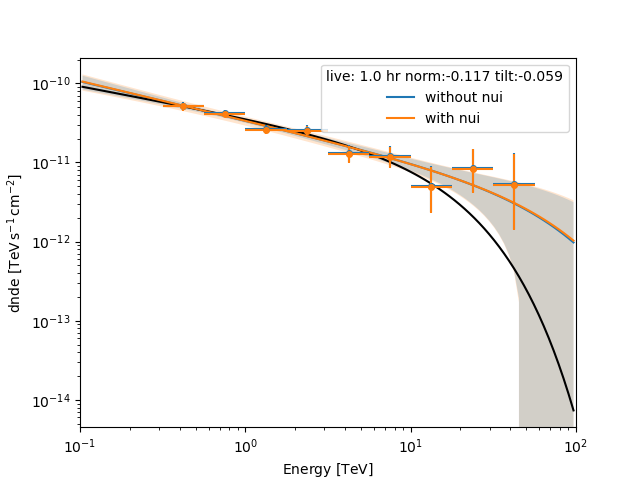 live: 1.0 hr norm:-0.117 tilt:-0.059
without nui
with nui
dnde [TeV s⁻¹ cm⁻²]
10⁻¹⁰
10⁻¹¹
10⁻¹²
10⁻¹³
10⁻¹⁴
10⁻¹ 10⁰ 10¹ 10²
Energy [TeV]